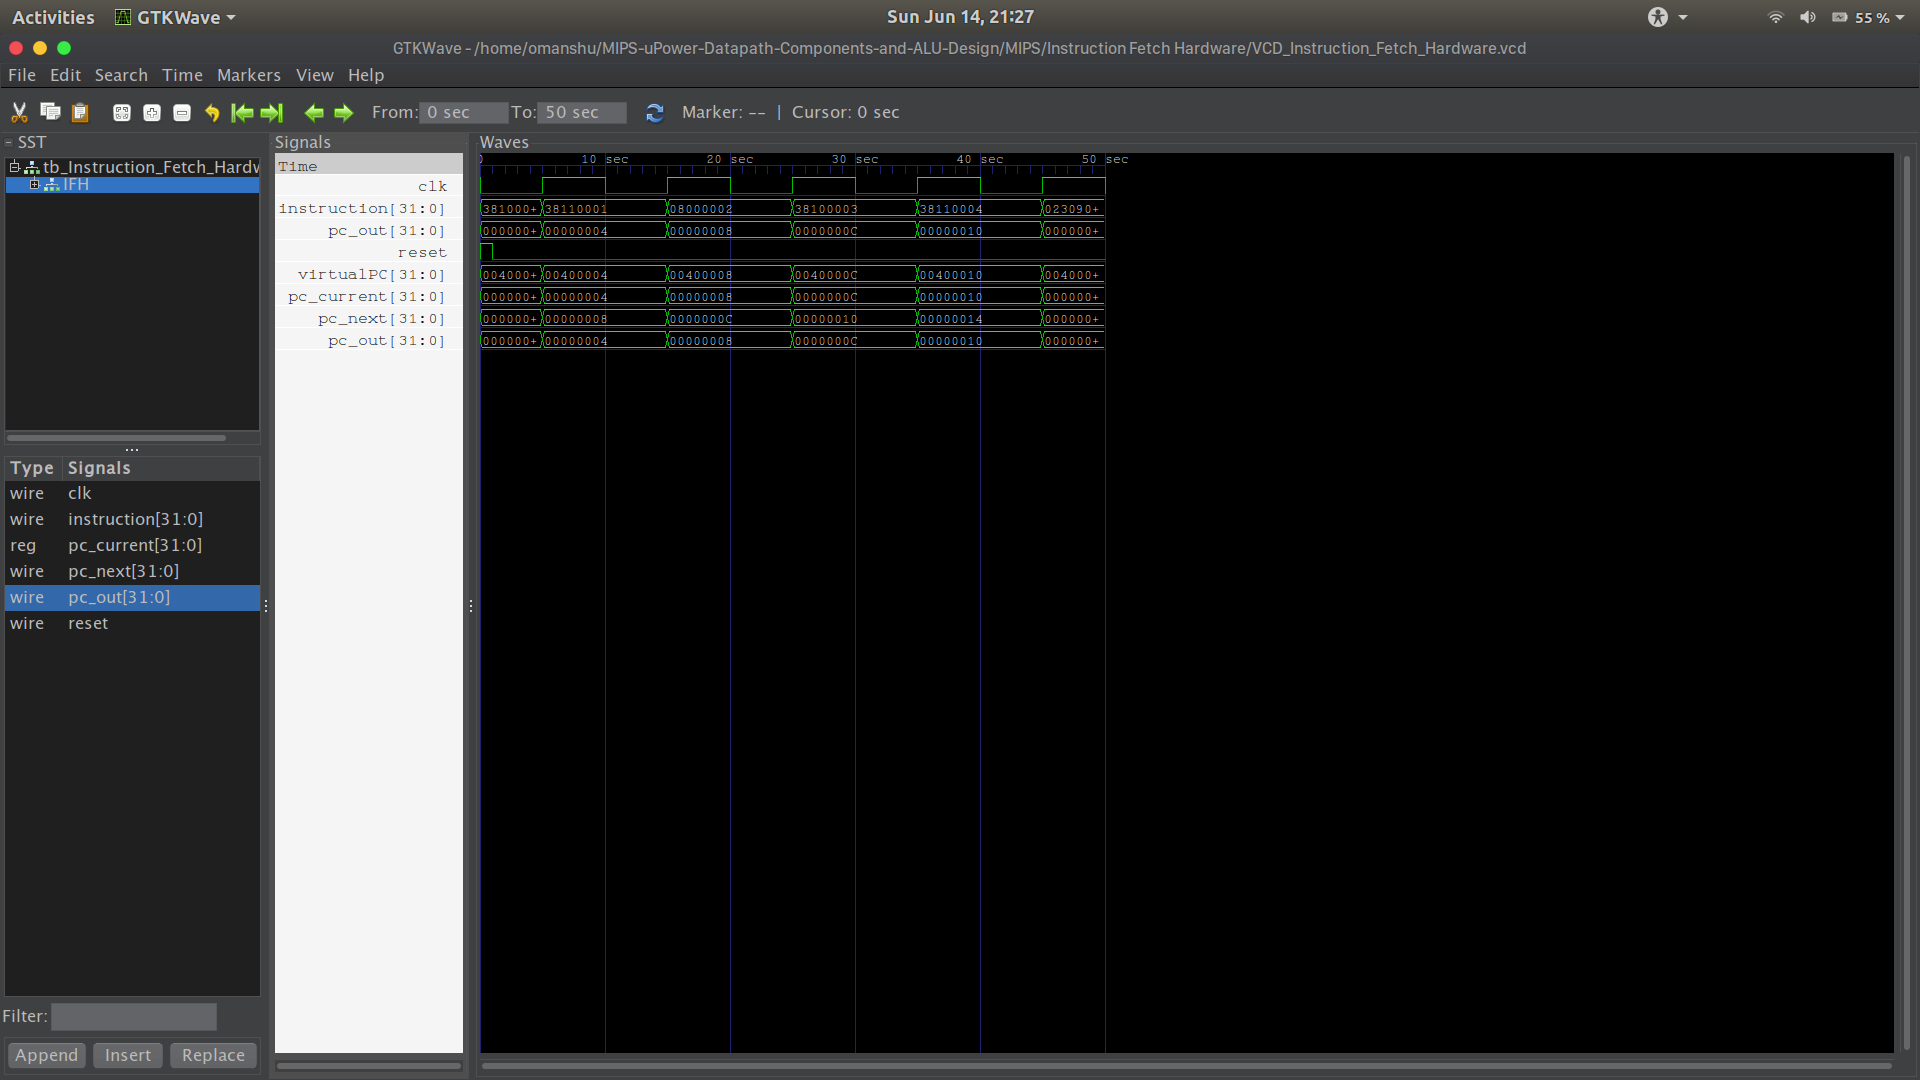 Activities GTKWave Sun Jun 14, 21:27 55 %
GTKWave - /home/omanshu/MIPS-uPower-Datapath-Components-and-ALU-Design/MIPS/Instruction Fetch Hardware/VCD_Instruction_Fetch_Hardware.vcd
File Edit Search Time Markers View Help
From: 0 sec To: 50 sec Marker: -- | Cursor: 0 sec
SST
tb_Instruction_Fetch_Hardw
IFH
Type Signals
wire clk
wire instruction[31:0]
reg pc_current[31:0]
wire pc_next[31:0]
wire pc_out[31:0]
wire reset
Filter:
Append Insert Replace
Signals
Time
clk
instruction[31:0]
pc_out[31:0]
reset
virtualPC[31:0]
pc_current[31:0]
pc_next[31:0]
pc_out[31:0]
Waves
0 10 sec 20 sec 30 sec 40 sec 50 sec
381000+ 38110001 08000002 38100003 38110004 023090+
000000+ 00000004 00000008 0000000C 00000010 000000+
004000+ 00400004 00400008 0040000C 00400010 004000+
000000+ 00000004 00000008 0000000C 00000010 000000+
000000+ 00000008 0000000C 00000010 00000014 000000+
000000+ 00000004 00000008 0000000C 00000010 000000+